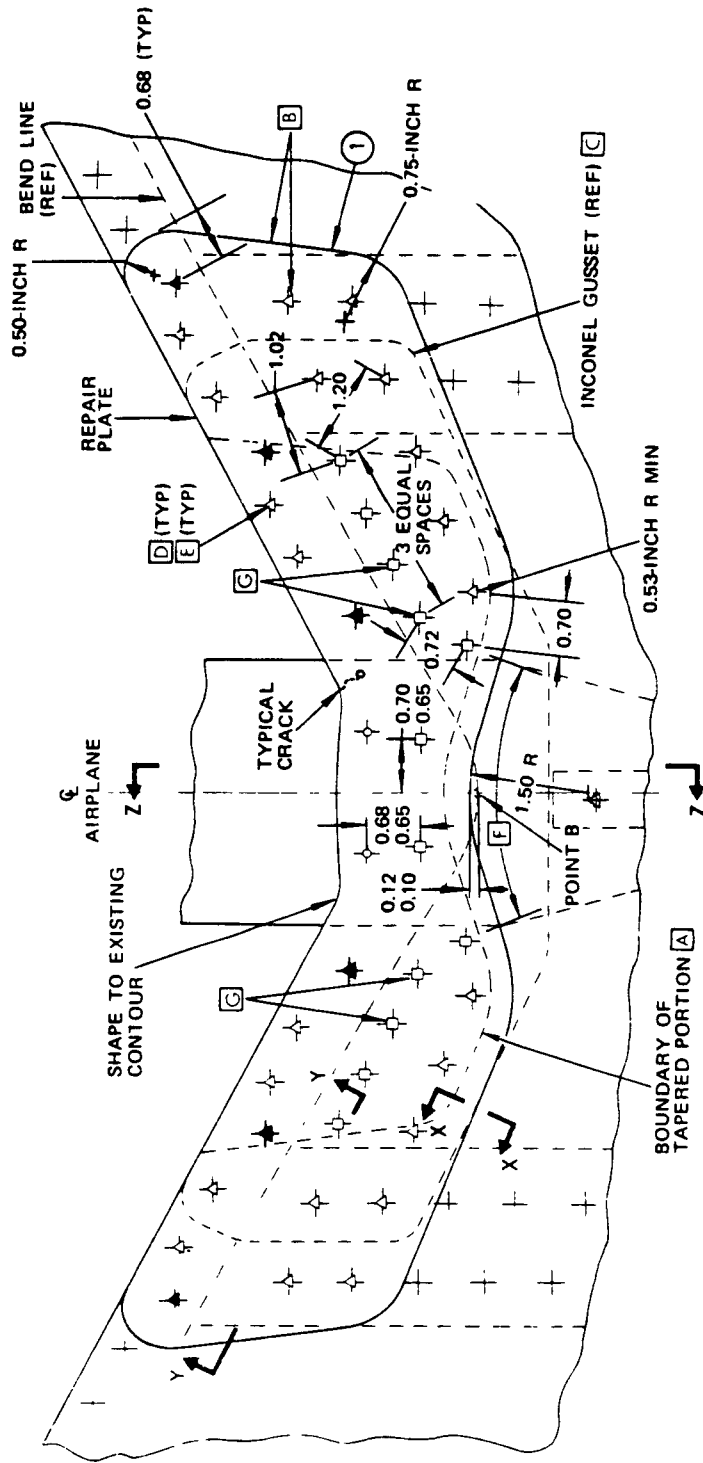 0.50-INCH R
BEND LINE
(REF)
0.68 (TYP)
REPAIR
PLATE
B
1
0.75-INCH R
1.02
1.20
D (TYP)
E (TYP)
G
3 EQUAL
SPACES
INCONEL GUSSET (REF) C
0.53-INCH R MIN
0.72
0.70
TYPICAL
CRACK
0.70
0.65
℄
AIRPLANE
Z
Z
0.68
0.65
0.12
0.10
1.50 R
F
POINT B
SHAPE TO EXISTING
CONTOUR
G
Y
Y
X
X
BOUNDARY OF
TAPERED PORTION A